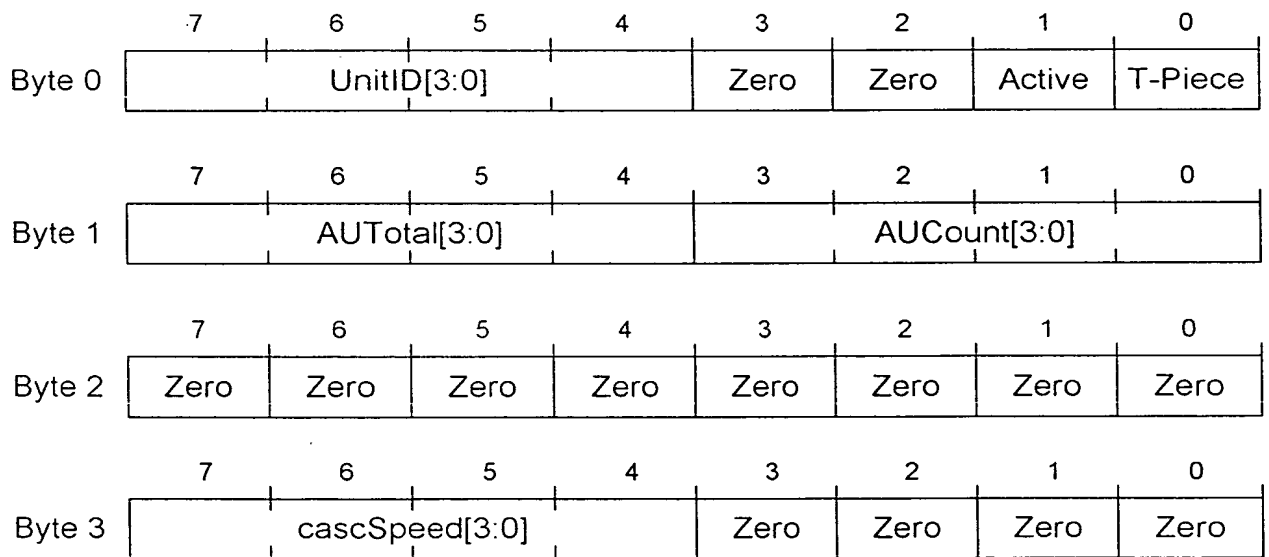 7 6 5 4 3 2 1 0
Byte 0 UnitID[3:0] Zero Zero Active T-Piece
7 6 5 4 3 2 1 0
Byte 1 AUTotal[3:0] AUCount[3:0]
7 6 5 4 3 2 1 0
Byte 2 Zero Zero Zero Zero Zero Zero Zero Zero
7 6 5 4 3 2 1 0
Byte 3 cascSpeed[3:0] Zero Zero Zero Zero